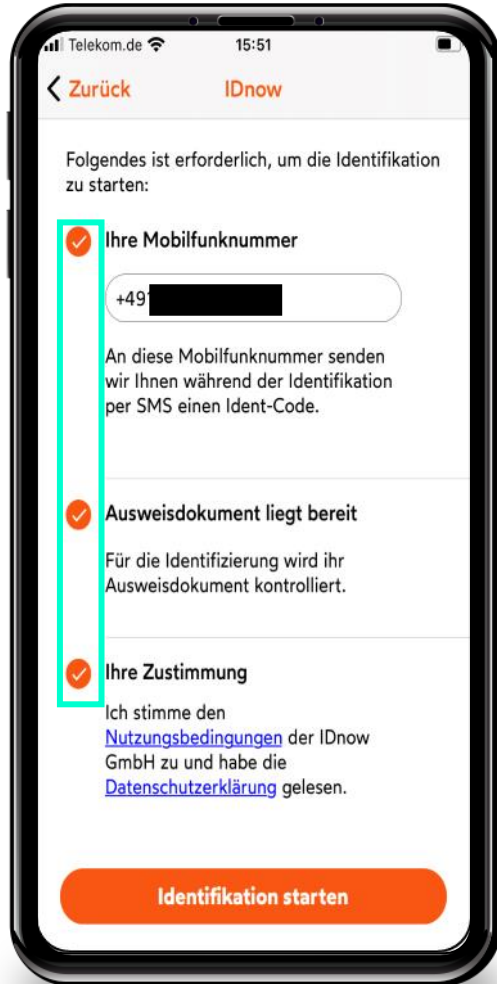 Telekom.de 15:51
Zurück IDnow
Folgendes ist erforderlich, um die Identifikation
zu starten:
Ihre Mobilfunknummer
+49
An diese Mobilfunknummer senden
wir Ihnen während der Identifikation
per SMS einen Ident-Code.
Ausweisdokument liegt bereit
Für die Identifizierung wird ihr
Ausweisdokument kontrolliert.
Ihre Zustimmung
Ich stimme den
Nutzungsbedingungen der IDnow
GmbH zu und habe die
Datenschutzerklärung gelesen.
Identifikation starten